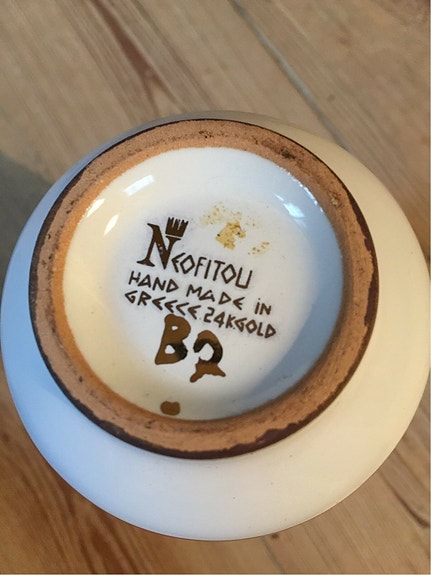 NEOFITOU
HAND MADE in
GREECE 24KGOLD
B2